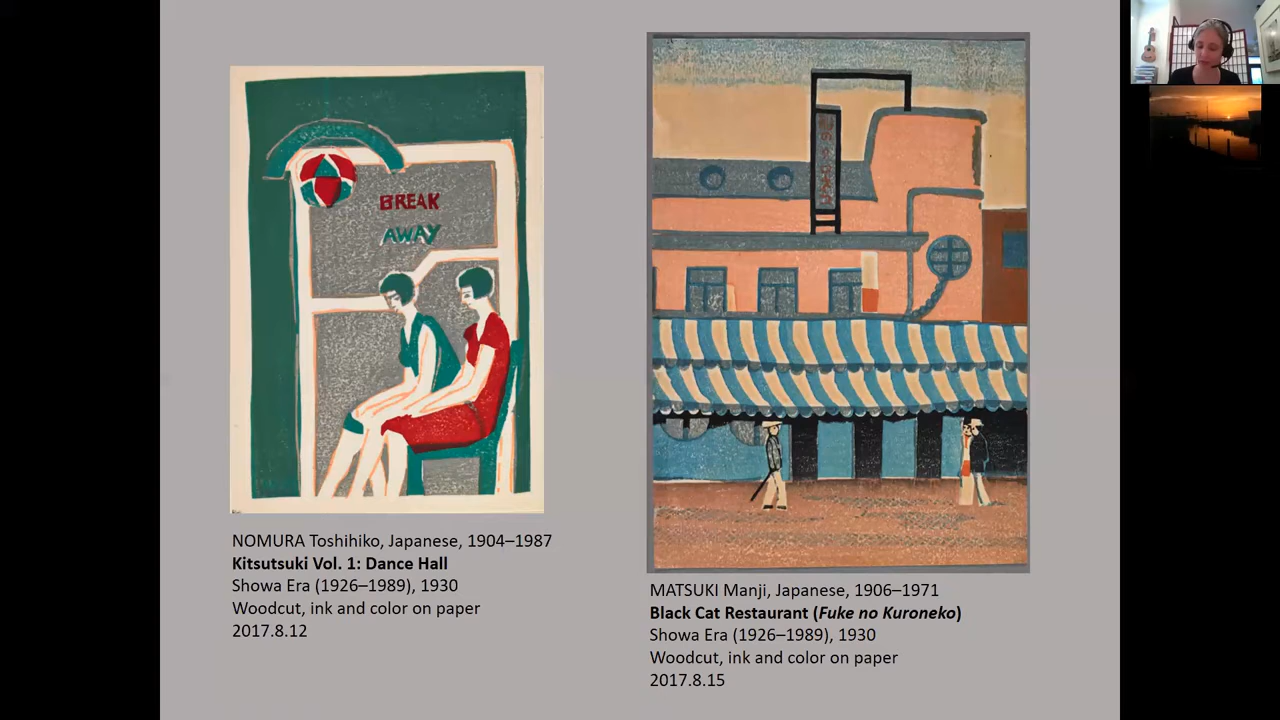 BREAK
AWAY
NOMURA Toshihiko, Japanese, 1904–1987
Kitsutsuki Vol. 1: Dance Hall
Showa Era (1926–1989), 1930
Woodcut, ink and color on paper
2017.8.12
MATSUKI Manji, Japanese, 1906–1971
Black Cat Restaurant (Fuke no Kuroneko)
Showa Era (1926–1989), 1930
Woodcut, ink and color on paper
2017.8.15